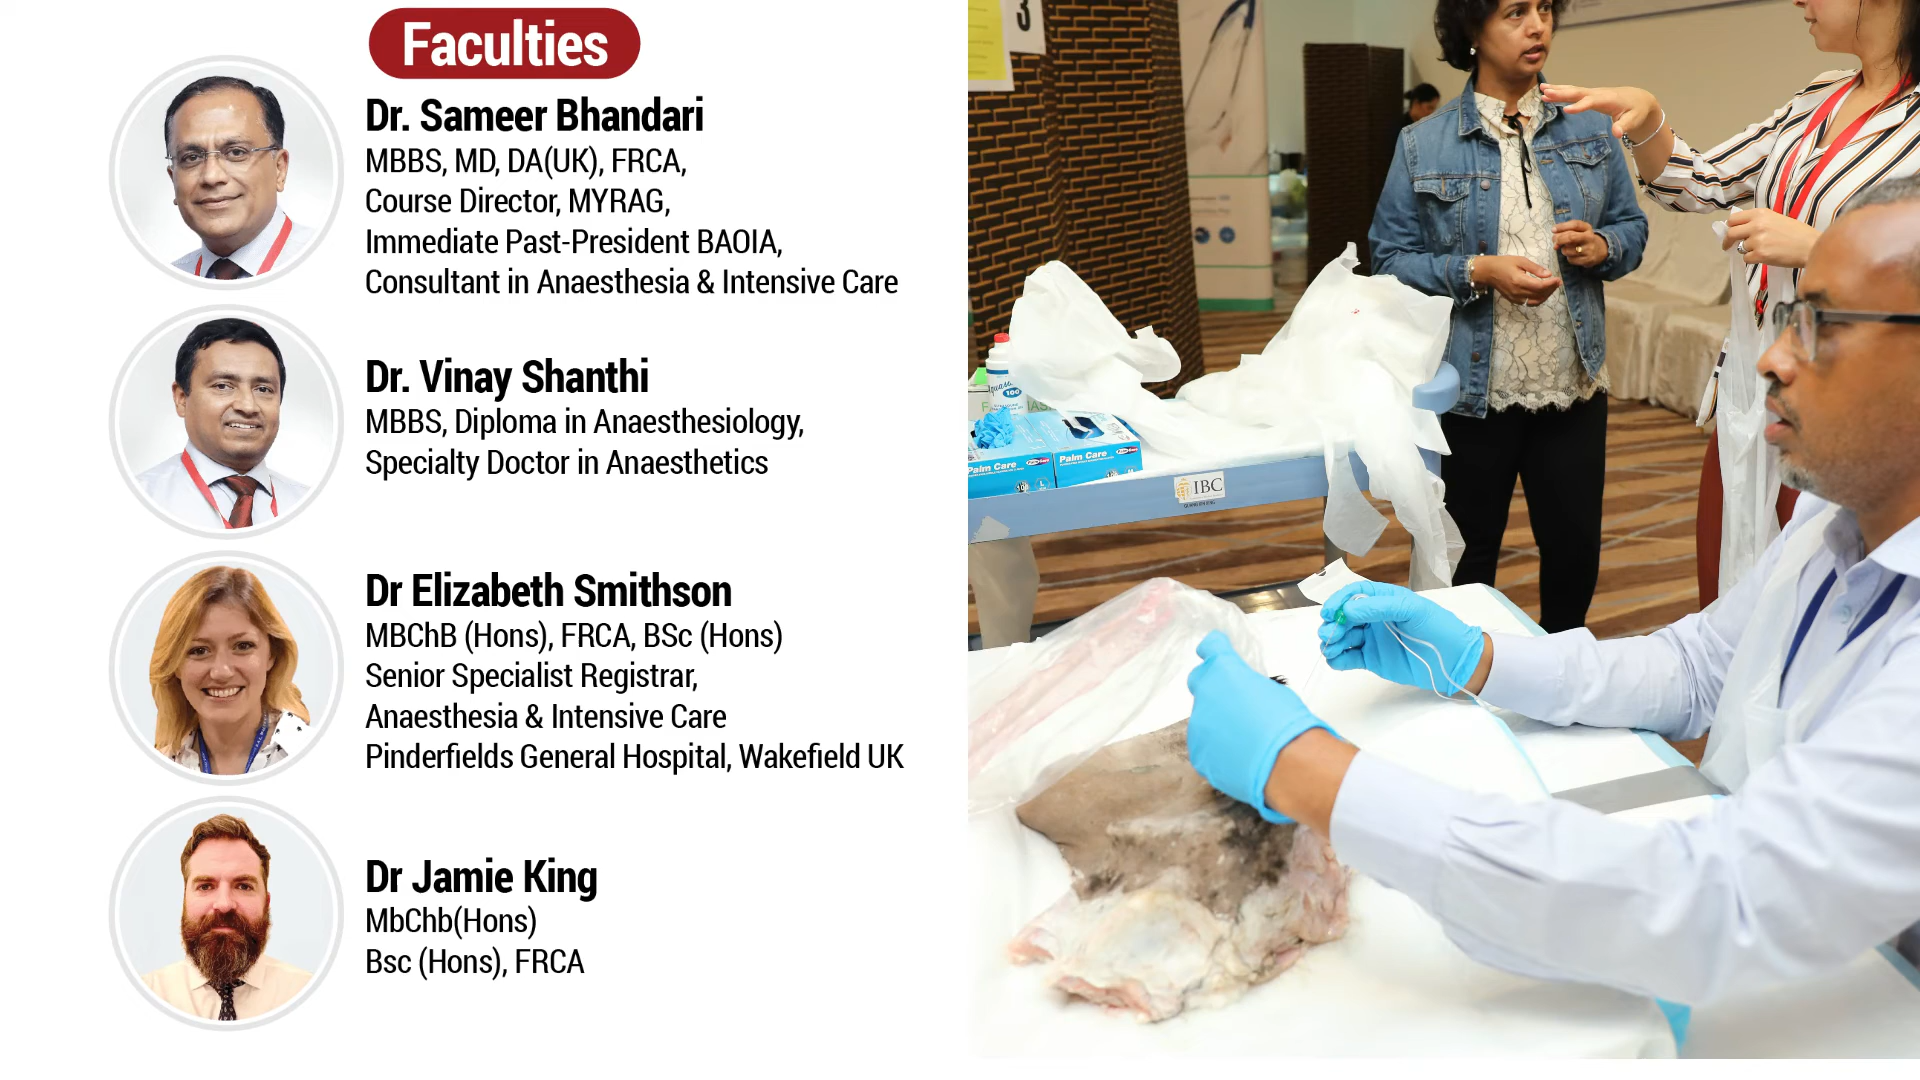 Faculties
Dr. Sameer Bhandari
MBBS, MD, DA(UK), FRCA,
Course Director, MYRAG,
Immediate Past-President BAOIA,
Consultant in Anaesthesia & Intensive Care
Dr. Vinay Shanthi
MBBS, Diploma in Anaesthesiology,
Specialty Doctor in Anaesthetics
Dr Elizabeth Smithson
MBChB (Hons), FRCA, BSc (Hons)
Senior Specialist Registrar,
Anaesthesia & Intensive Care
Pinderfields General Hospital, Wakefield UK
Dr Jamie King
MbChb(Hons)
Bsc (Hons), FRCA
3
100
Palm Care
Palm Care
IBC